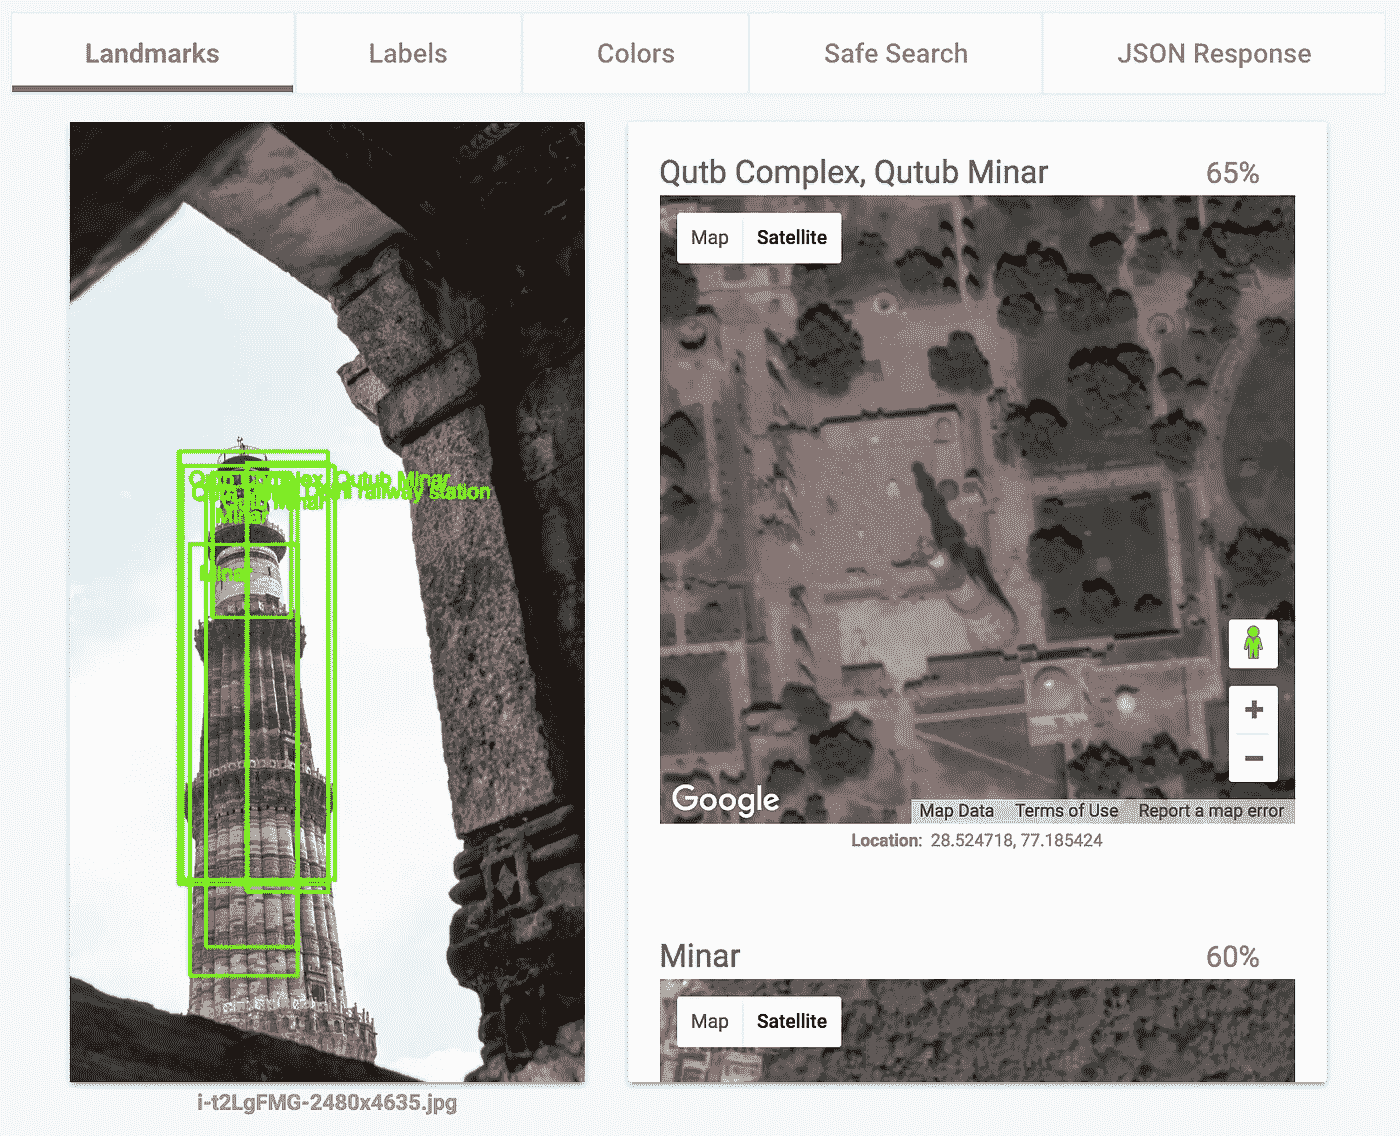 Landmarks Labels Colors Safe Search JSON Response
Qutb Complex, Qutub Minar 65%
Map Satellite
Qutb Complex, Qutub Minar
railway station
Minar
Minar
Google
Map Data Terms of Use Report a map error
Location: 28.524718, 77.185424
Minar 60%
Map Satellite
i-t2LgFMG-2480x4635.jpg